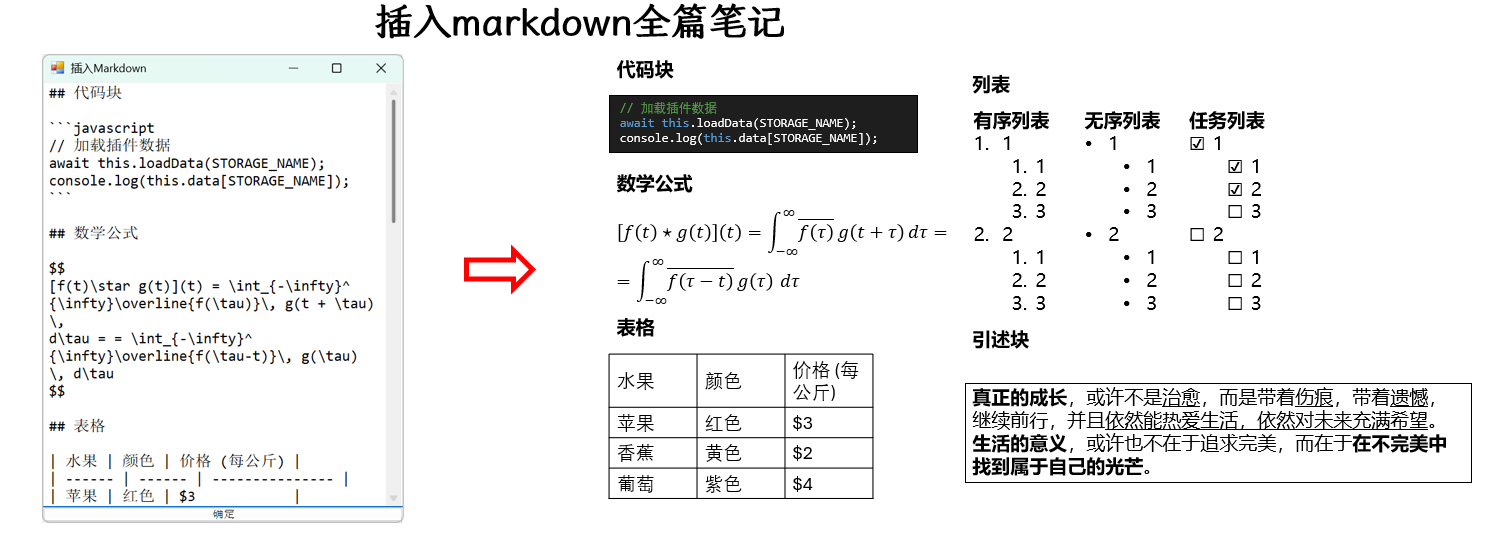 插入markdown全篇笔记
插入Markdown
## 代码块
```javascript
// 加载插件数据
await this.loadData(STORAGE_NAME);
console.log(this.data[STORAGE_NAME]);
```
## 数学公式
$$
[f(t)\star g(t)](t) = \int_{-\infty}^
{\infty}\overline{f(\tau)}\, g(t + \tau)
\,
d\tau = = \int_{-\infty}^
{\infty}\overline{f(\tau-t)}\, g(\tau)
\, d\tau
$$
## 表格
| 水果 | 颜色 | 价格 (每公斤) |
| ------ | ------ | --------------- |
| 苹果 | 红色 | $3 |
确定
代码块
// 加载插件数据
await this.loadData(STORAGE_NAME);
console.log(this.data[STORAGE_NAME]);
数学公式
[f(t) ⋆ g(t)](t) = ∫_{-∞}^{∞} \overline{f(τ)} g(t + τ) dτ =
= ∫_{-∞}^{∞} \overline{f(τ − t)} g(τ) dτ
表格
水果 颜色 价格 (每
公斤)
苹果 红色 $3
香蕉 黄色 $2
葡萄 紫色 $4
列表
有序列表
1. 1
1. 1
2. 2
3. 3
2. 2
1. 1
2. 2
3. 3
无序列表
• 1
• 1
• 2
• 3
• 2
• 1
• 2
• 3
任务列表
☑ 1
☑ 1
☑ 2
☐ 3
☐ 2
☐ 1
☐ 2
☐ 3
引述块
真正的成长，或许不是治愈，而是带着伤痕，带着遗憾，
继续前行，并且依然能热爱生活，依然对未来充满希望。
生活的意义，或许也不在于追求完美，而在于在不完美中
找到属于自己的光芒。